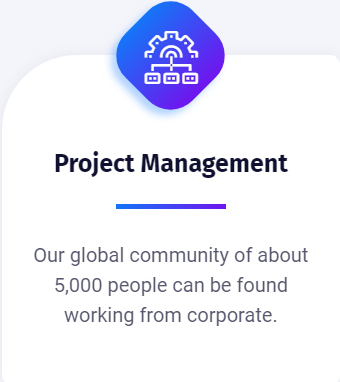 Project Management
Our global community of about
5,000 people can be found
working from corporate.